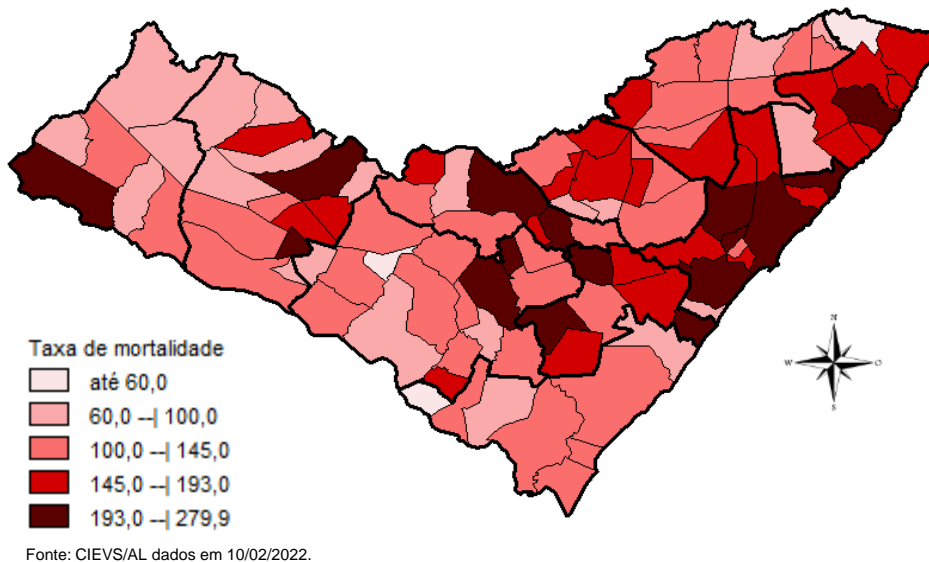 Taxa de mortalidade
até 60,0
60,0 --| 100,0
100,0 --| 145,0
145,0 --| 193,0
193,0 --| 279,9
N
W
O
S
Fonte: CIEVS/AL dados em 10/02/2022.